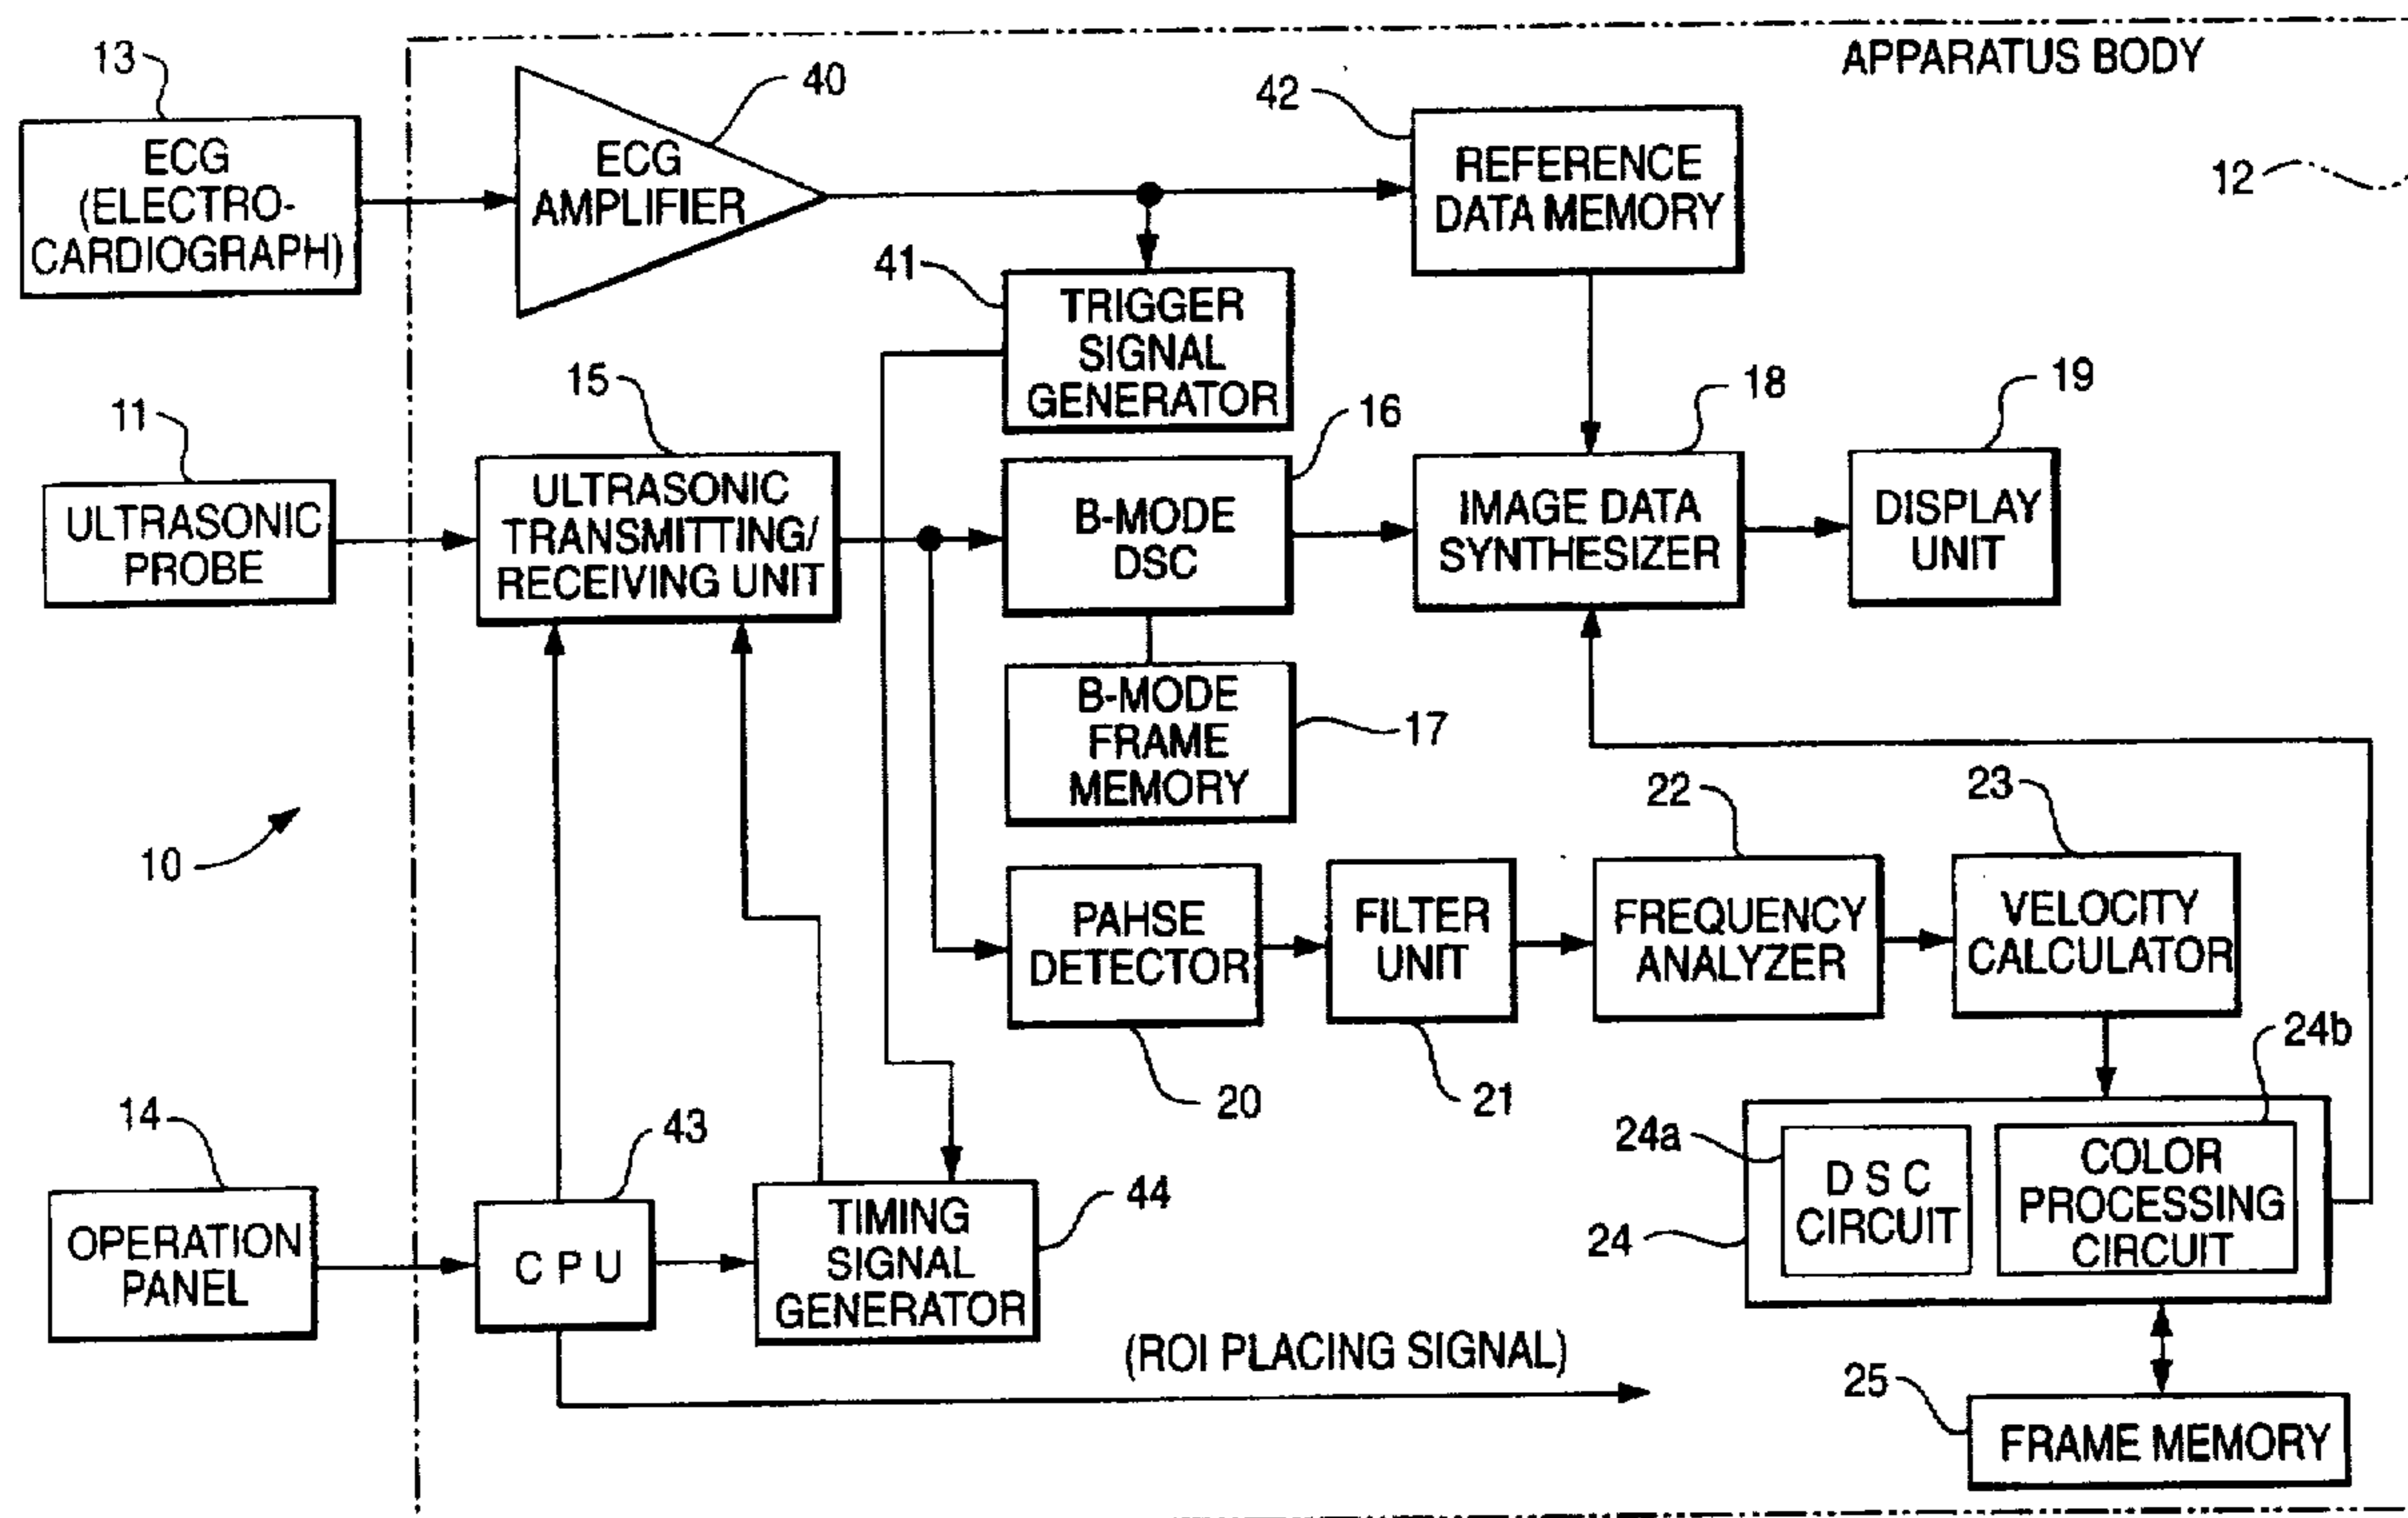 APPARATUS BODY
13
40
42
12
ECG
(ELECTRO-
CARDIOGRAPH)
ECG
AMPLIFIER
REFERENCE
DATA MEMORY
41
TRIGGER
SIGNAL
GENERATOR
11
15
16
18
19
ULTRASONIC
PROBE
ULTRASONIC
TRANSMITTING/
RECEIVING UNIT
B-MODE
DSC
IMAGE DATA
SYNTHESIZER
DISPLAY
UNIT
B-MODE
FRAME
MEMORY
17
10
22
23
PAHSE
DETECTOR
FILTER
UNIT
FREQUENCY
ANALYZER
VELOCITY
CALCULATOR
20
21
24b
14
43
44
24a
24
OPERATION
PANEL
C P U
TIMING
SIGNAL
GENERATOR
D S C
CIRCUIT
COLOR
PROCESSING
CIRCUIT
(ROI PLACING SIGNAL)
25
FRAME MEMORY